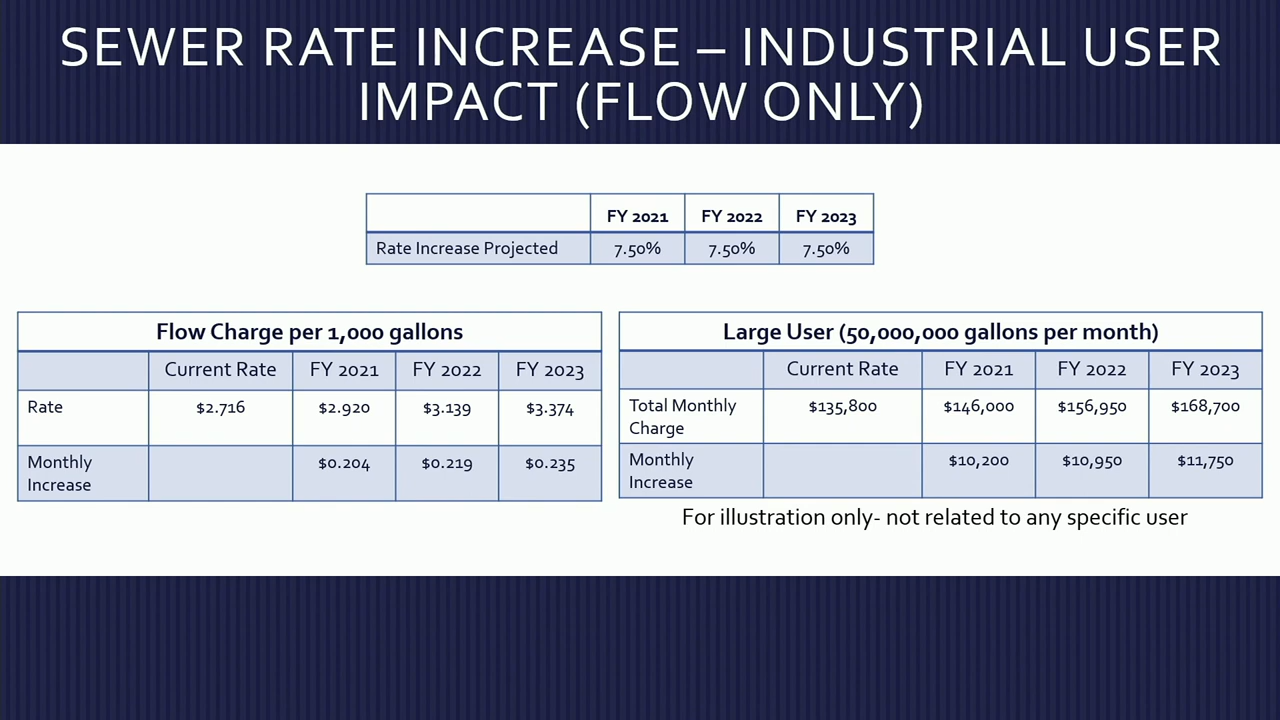 SEWER RATE INCREASE – INDUSTRIAL USER
IMPACT (FLOW ONLY)
FY 2021 FY 2022 FY 2023
Rate Increase Projected 7.50% 7.50% 7.50%
Flow Charge per 1,000 gallons
Current Rate FY 2021 FY 2022 FY 2023
Rate $2.716 $2.920 $3.139 $3.374
Monthly
Increase $0.204 $0.219 $0.235
Large User (50,000,000 gallons per month)
Current Rate FY 2021 FY 2022 FY 2023
Total Monthly
Charge $135,800 $146,000 $156,950 $168,700
Monthly
Increase $10,200 $10,950 $11,750
For illustration only- not related to any specific user